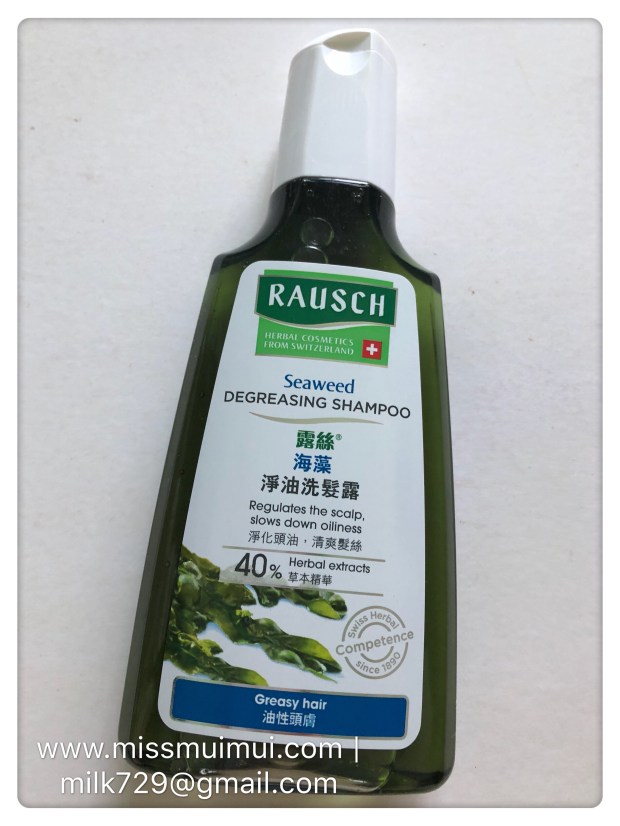 RAUSCH
HERBAL COSMETICS
FROM SWITZERLAND
Seaweed
DEGREASING SHAMPOO
露絲®
海藻
淨油洗髮露
Regulates the scalp,
slows down oiliness
淨化頭油，清爽髮絲
40% Herbal extracts
草本精華
Swiss Herbal
Competence
since 1890
Greasy hair
油性頭膚
www.missmuimui.com |
milk729@gmail.com